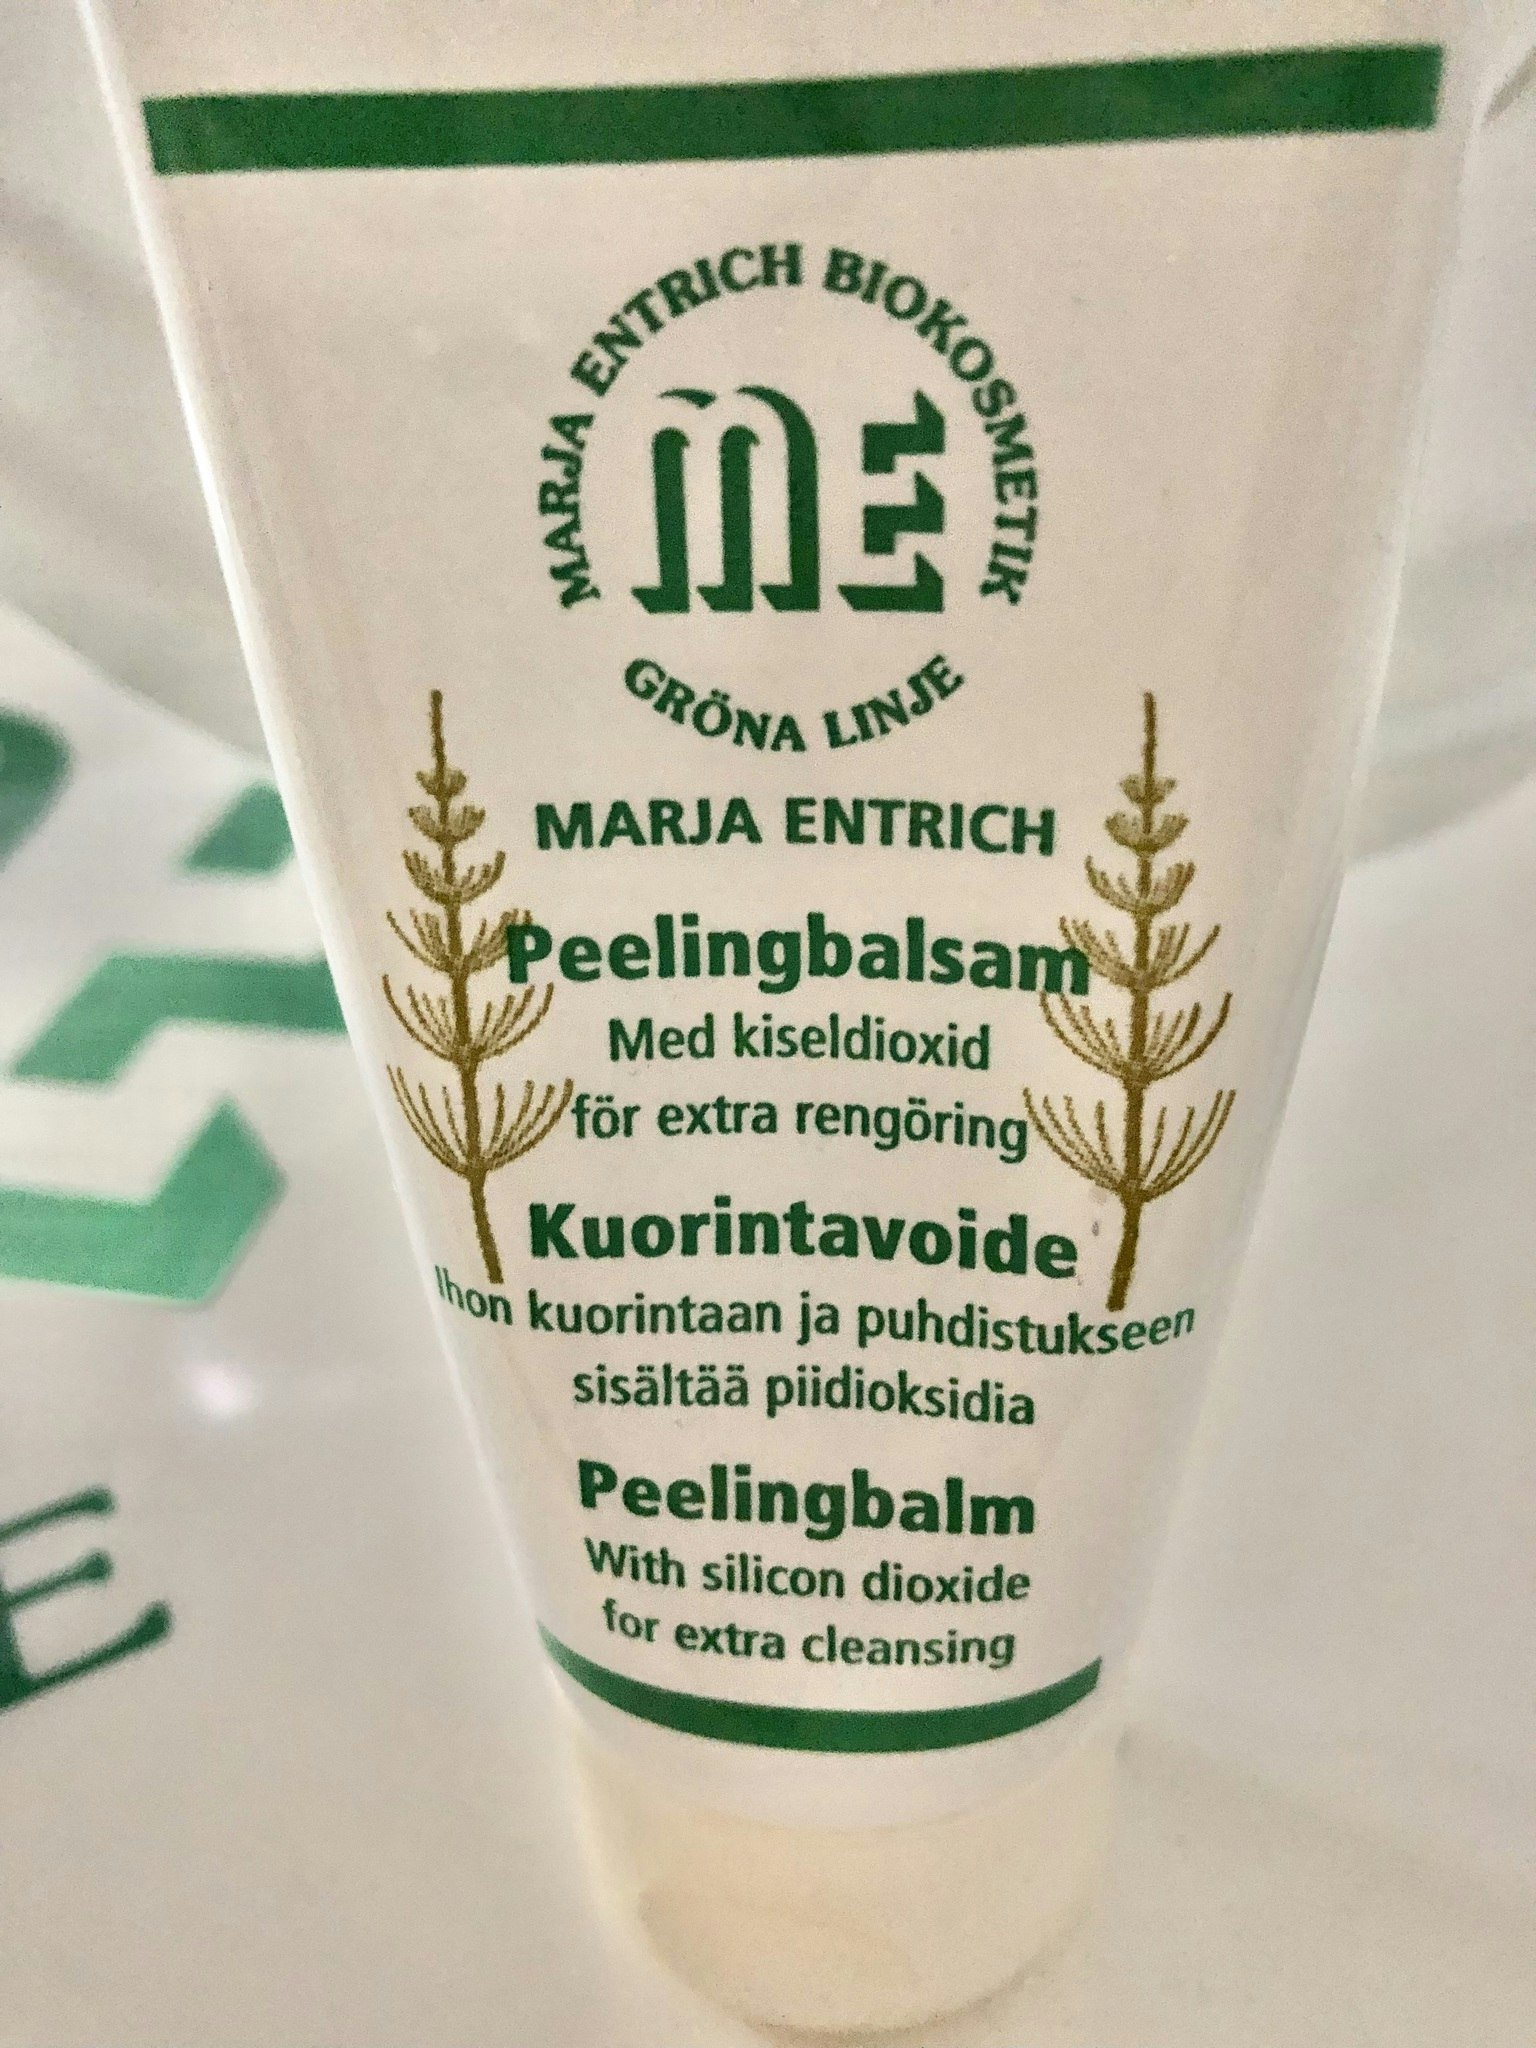 MARJA ENTRICH BIOKOSMETIK
ME
GRÖNA LINJE
MARJA ENTRICH
Peelingbalsam
Med kiseldioxid
för extra rengöring
Kuorintavoide
Ihon kuorintaan ja puhdistukseen
sisältää piidioksidia
Peelingbalm
With silicon dioxide
for extra cleansing
E